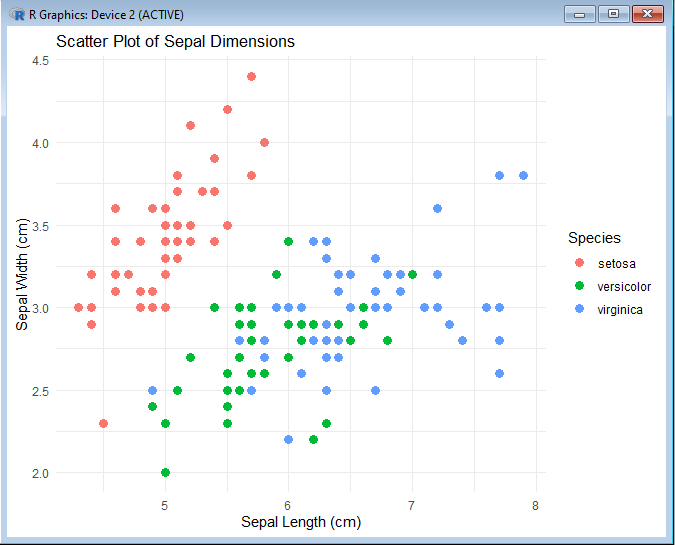 R Graphics: Device 2 (ACTIVE)
Scatter Plot of Sepal Dimensions
4.5
4.0
3.5
3.0
2.5
2.0
Sepal Width (cm)
5 6 7 8
Sepal Length (cm)
Species
setosa
versicolor
virginica